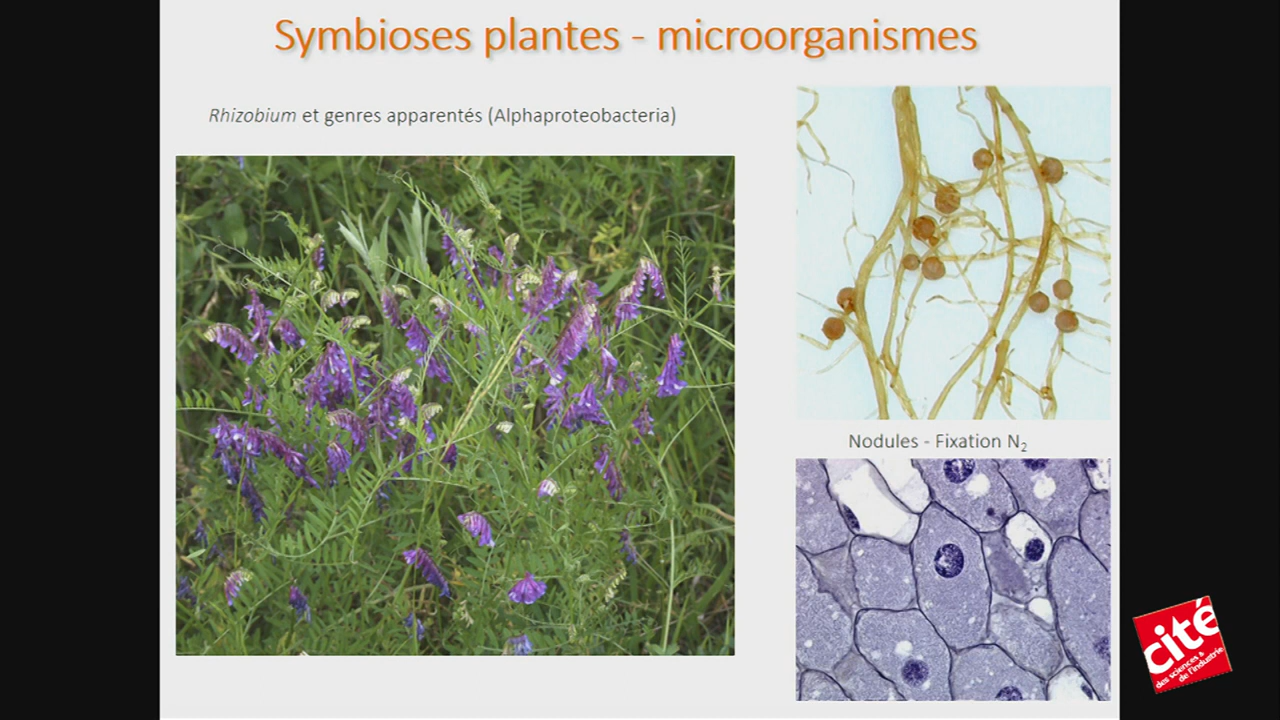 Symbioses plantes - microorganismes
Rhizobium et genres apparentés (Alphaproteobacteria)
Nodules - Fixation N₂
cité
des sciences &
de l'industrie